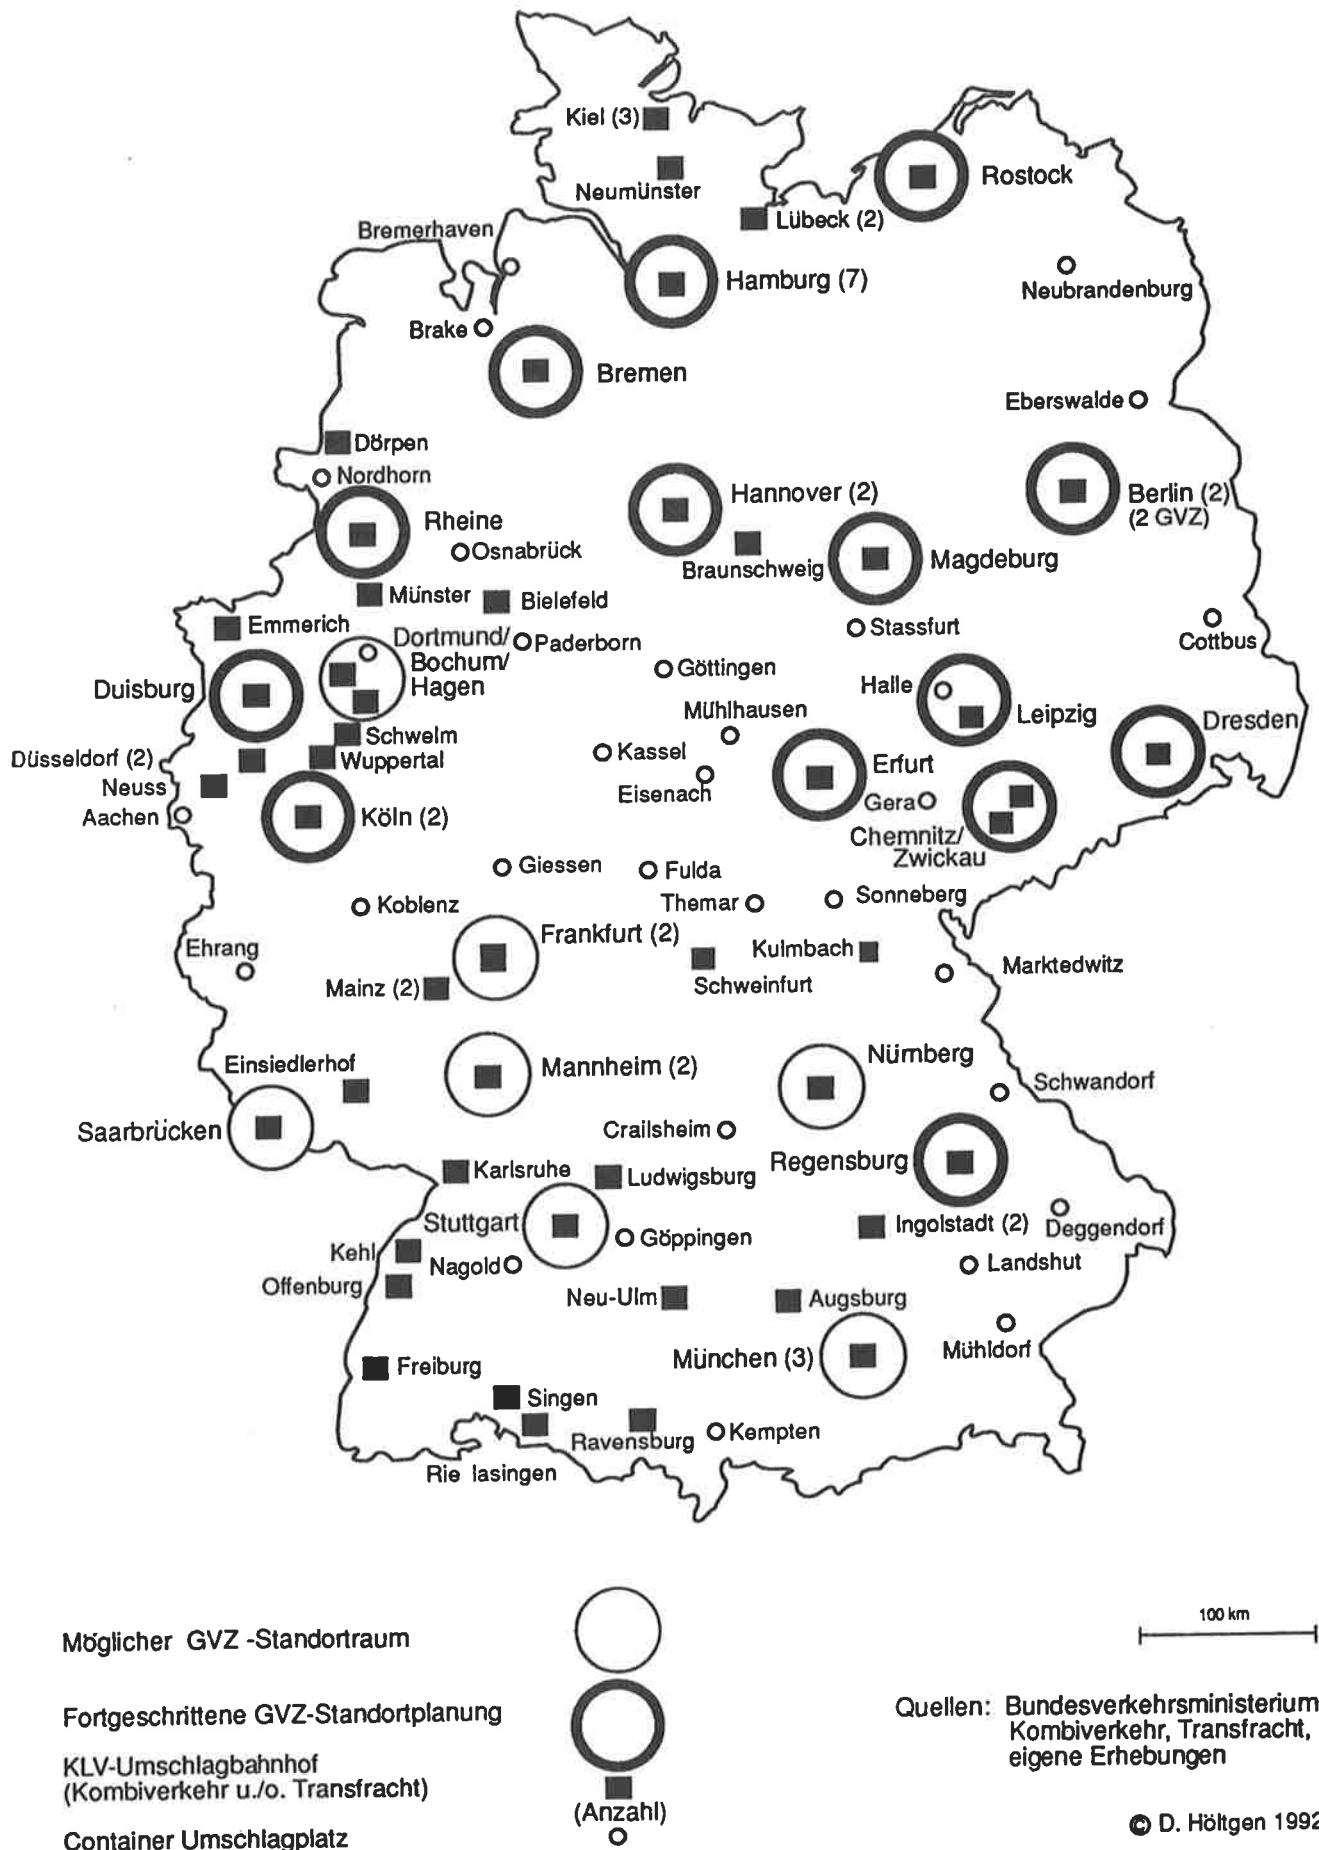 Kiel (3)
Neumünster
Rostock
Lübeck (2)
Bremerhaven
Hamburg (7)
Neubrandenburg
Brake
Bremen
Eberswalde
Dörpen
Nordhorn
Hannover (2)
Berlin (2)
(2 GVZ)
Rheine
Osnabrück
Braunschweig
Magdeburg
Münster
Bielefeld
Emmerich
Stassfurt
Cottbus
Dortmund/
Bochum/
Hagen
Paderborn
Göttingen
Duisburg
Halle
Leipzig
Mühlhausen
Dresden
Schwelm
Düsseldorf (2)
Wuppertal
Kassel
Erfurt
Neuss
Eisenach
Gera
Aachen
Köln (2)
Chemnitz/
Zwickau
Giessen
Fulda
Koblenz
Themar
Sonneberg
Frankfurt (2)
Ehrang
Kulmbach
Marktedwitz
Mainz (2)
Schweinfurt
Einsiedlerhof
Mannheim (2)
Nürnberg
Schwandorf
Saarbrücken
Crailsheim
Regensburg
Karlsruhe
Ludwigsburg
Stuttgart
Ingolstadt (2)
Deggendorf
Göppingen
Kehl
Nagold
Landshut
Offenburg
Neu-Ulm
Augsburg
Mühldorf
München (3)
Freiburg
Singen
Ravensburg
Kempten
Rie lasingen
Möglicher GVZ -Standortraum
Fortgeschrittene GVZ-Standortplanung
KLV-Umschlagbahnhof
(Kombiverkehr u./o. Transfracht)
(Anzahl)
Container Umschlagplatz
100 km
Quellen: Bundesverkehrsministerium
Kombiverkehr, Transfracht,
eigene Erhebungen
© D. Höltgen 1992